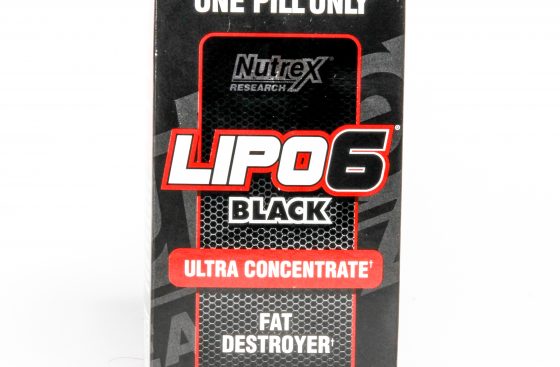 ONE PILL ONLY
Nutrex
RESEARCH
LIPO6®
BLACK
ULTRA CONCENTRATE†
FAT
DESTROYER†